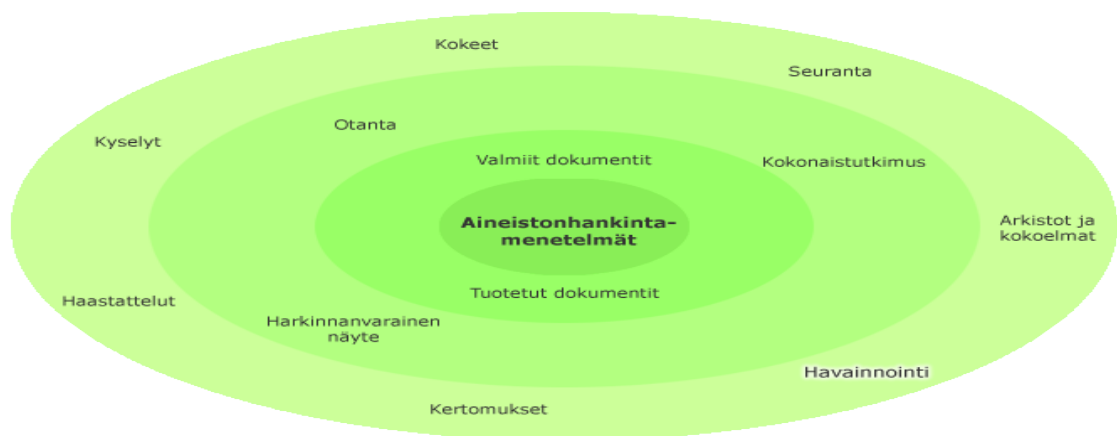 Kokeet
Seuranta
Otanta
Kyselyt
Valmiit dokumentit
Kokonaistutkimus
Aineistonhankinta-
menetelmät
Arkistot ja
kokoelmat
Tuotetut dokumentit
Haastattelut
Harkinnanvarainen
näyte
Havainnointi
Kertomukset